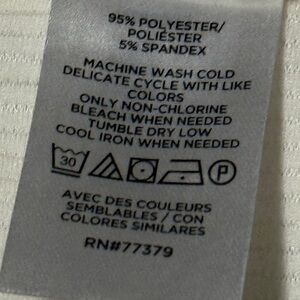 95% POLYESTER/
POLIÉSTER
5% SPANDEX
MACHINE WASH COLD
DELICATE CYCLE WITH LIKE
COLORS
ONLY NON-CHLORINE
BLEACH WHEN NEEDED
TUMBLE DRY LOW
COOL IRON WHEN NEEDED
30 P
AVEC DES COULEURS
SEMBLABLES / CON
COLORES SIMILARES
RN#77379